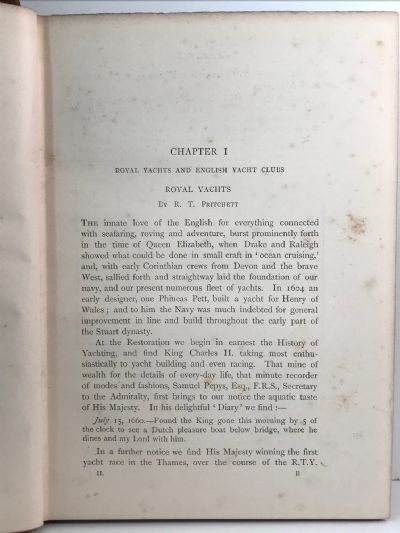 CHAPTER I
ROYAL YACHTS AND ENGLISH YACHT CLUBS
ROYAL YACHTS
BY R. T. PRITCHETT
THE innate love of the English for everything connected
with seafaring, roving and adventure, burst prominently forth
in the time of Queen Elizabeth, when Drake and Raleigh
showed what could be done in small craft in ‘ocean cruising,’
and, with early Corinthian crews from Devon and the brave
West, sallied forth and straightway laid the foundation of our
navy, and our present numerous fleet of yachts. In 1604 an
early designer, one Phineas Pett, built a yacht for Henry of
Wales; and to him the Navy was much indebted for general
improvement in line and build throughout the early part of
the Stuart dynasty.
At the Restoration we begin in earnest the History of
Yachting, and find King Charles II. taking most enthu-
siastically to yacht building and even racing. That mine of
wealth for the details of every-day life, that minute recorder
of modes and fashions, Samuel Pepys, Esq., F.R.S., Secretary
to the Admiralty, first brings to our notice the aquatic taste
of His Majesty. In his delightful ‘Diary’ we find:—
July 15, 1660.—Found the King gone this morning by 5 of
the clock to see a Dutch pleasure boat below bridge, where he
dines and my Lord with him.
In a further notice we find His Majesty winning the first
yacht race in the Thames, over the course of the R.T.Y.
II. B